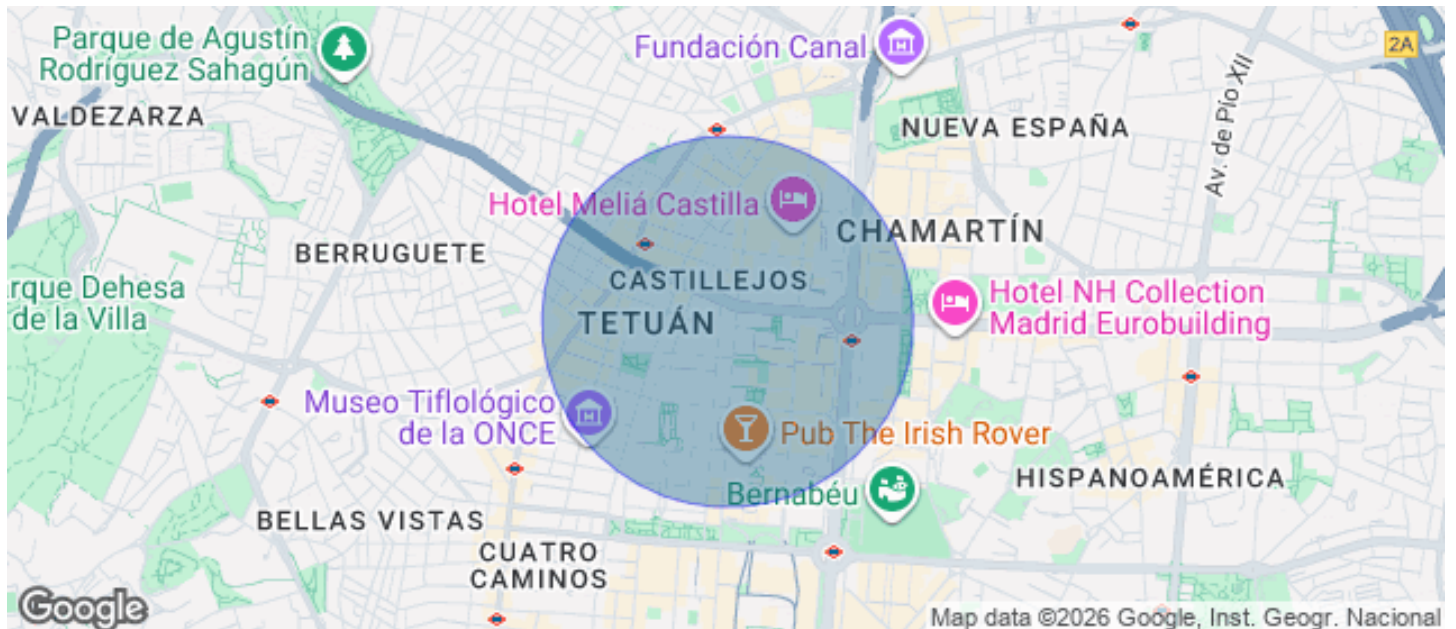 Parque de Agustín
Rodríguez Sahagún
Fundación Canal
2A
VALDEZARZA
NUEVA ESPAÑA
Av. de Pío XII
Hotel Meliá Castilla
CHAMARTÍN
BERRUGUETE
CASTILLEJOS
arque Dehesa
de la Villa
Hotel NH Collection
Madrid Eurobuilding
TETUÁN
Museo Tiflológico
de la ONCE
Pub The Irish Rover
Bernabéu
HISPANOAMÉRICA
BELLAS VISTAS
CUATRO
CAMINOS
Google
Map data ©2026 Google, Inst. Geogr. Nacional